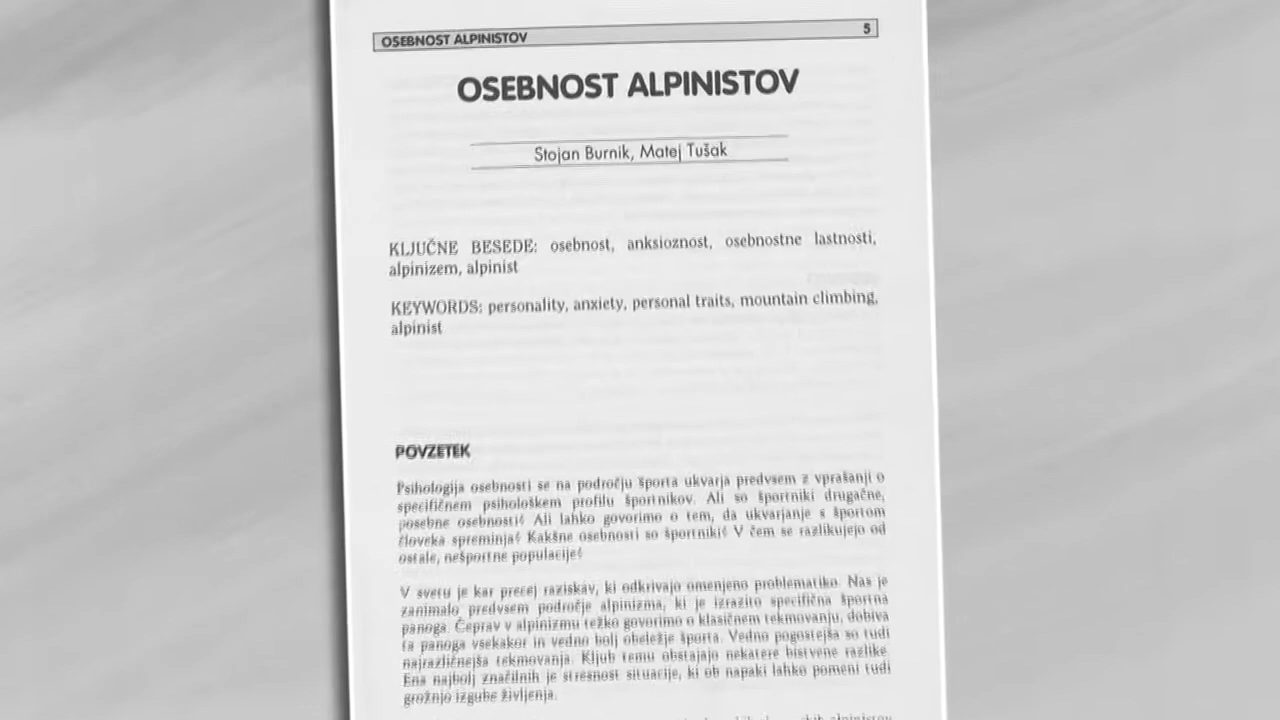 OSEBNOST ALPINISTOV 5
OSEBNOST ALPINISTOV
Stojan Burnik, Matej Tušak
KLJUČNE BESEDE: osebnost, anksioznost, osebnostne lastnosti,
alpinizem, alpinist
KEYWORDS: personality, anxiety, personal traits, mountain climbing,
alpinist
POVZETEK
Psihologija osebnosti se na področju športa ukvarja predvsem z vprašanji o
specifičnem psihološkem profilu športnikov. Ali so športniki drugačne,
posebne osebnosti? Ali lahko govorimo o tem, da ukvarjanje s športom
človeka spreminja? Kakšne osebnosti so športniki? V čem se razlikujejo od
ostale, nešportne populacije?
V svetu je kar precej raziskav, ki odkrivajo omenjeno problematiko. Nas je
zanimalo predvsem področje alpinizma, ki je izrazito specifična športna
panoga. Čeprav v alpinizmu težko govorimo o klasičnem tekmovanju, dobiva
ta panoga vsekakor in vedno bolj obeležje športa. Vedno pogostejša so tudi
najrazličnejša tekmovanja. Kljub temu obstajajo nekatere bistvene razlike.
Ena najbolj značilnih je stresnost situacije, ki ob napaki lahko pomeni tudi
grožnjo izgube življenja.
alpinistov